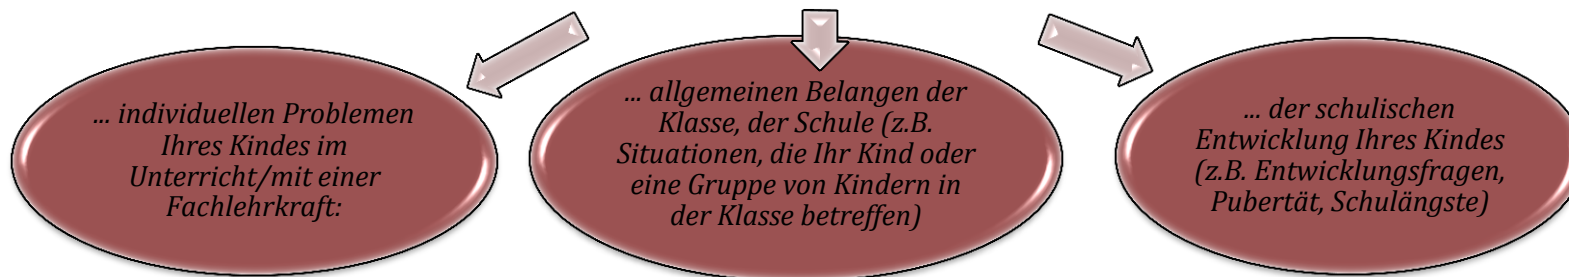 ... individuellen Problemen
Ihres Kindes im
Unterricht/mit einer
Fachlehrkraft:
... allgemeinen Belangen der
Klasse, der Schule (z.B.
Situationen, die Ihr Kind oder
eine Gruppe von Kindern in
der Klasse betreffen)
... der schulischen
Entwicklung Ihres Kindes
(z.B. Entwicklungsfragen,
Pubertät, Schulängste)